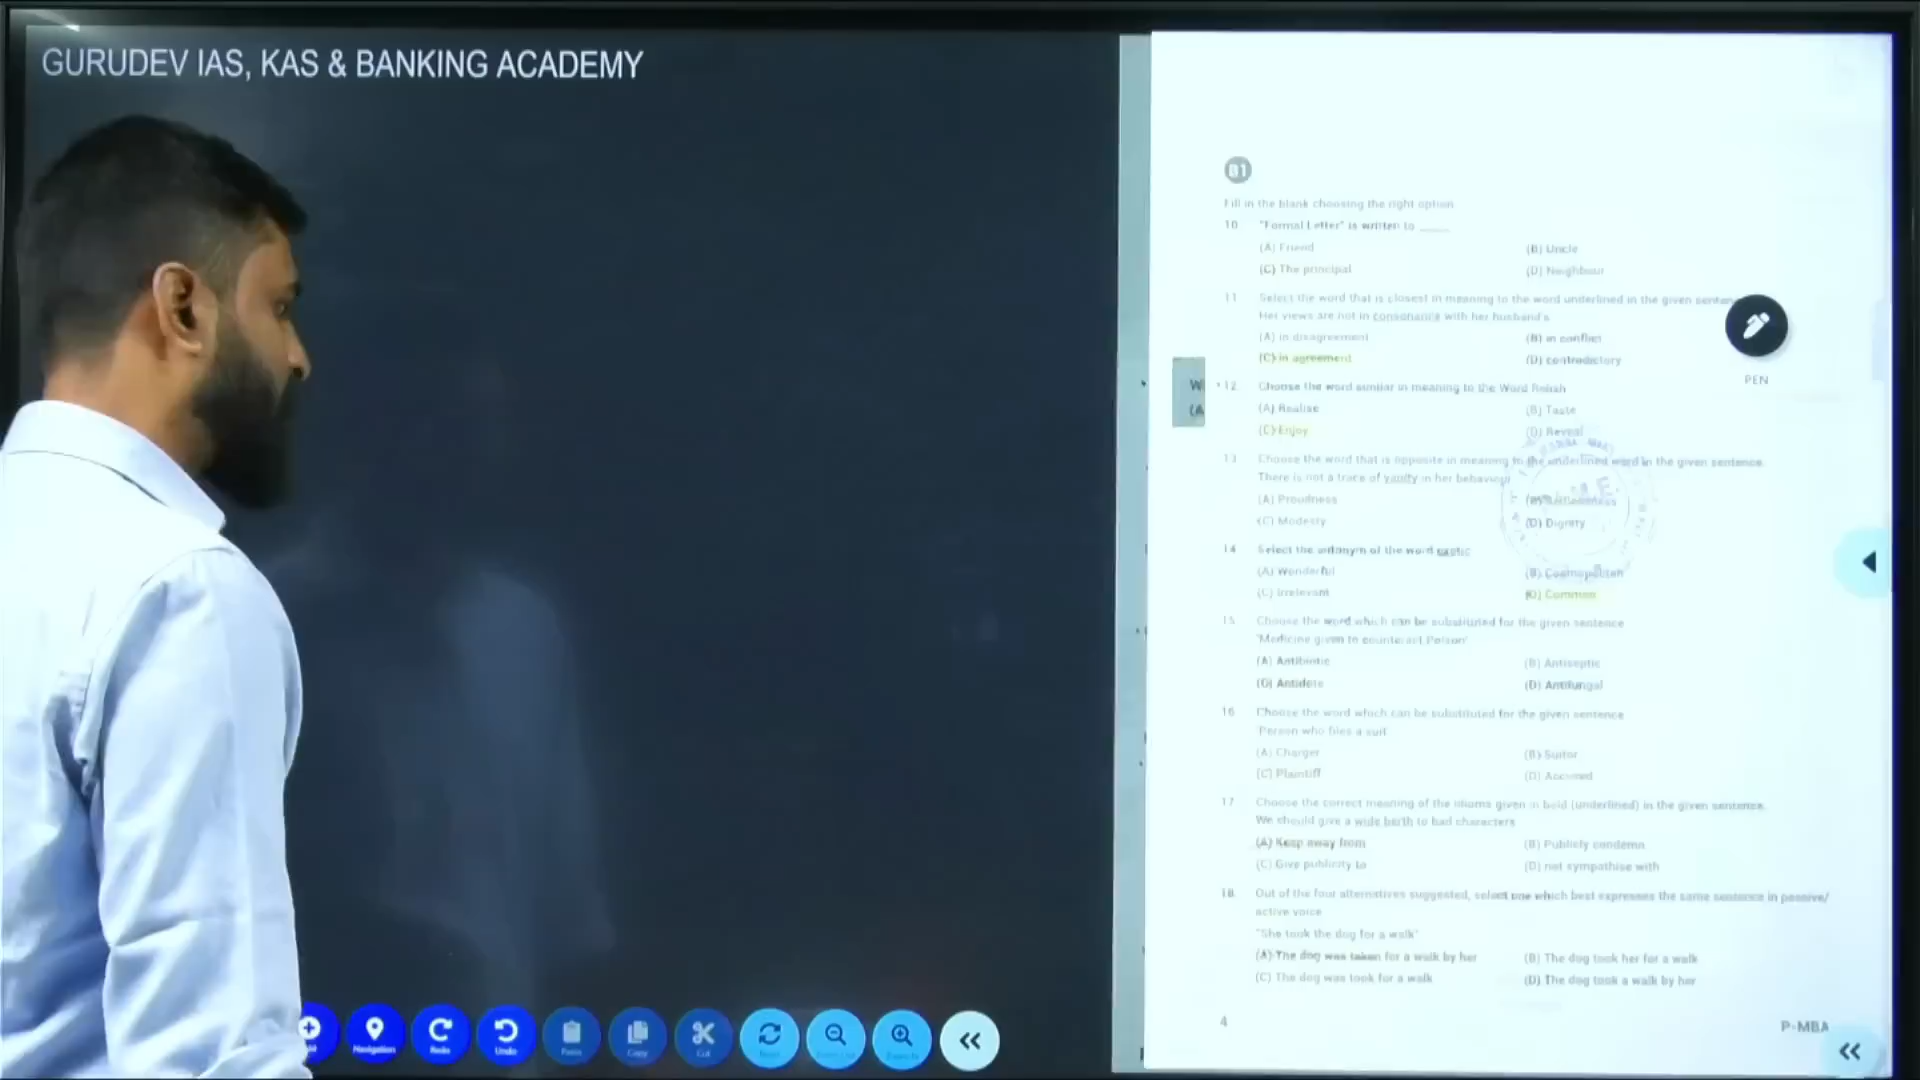 GURUDEV IAS, KAS & BANKING ACADEMY
B1
Fill in the blank choosing the right option
10. "Formal Letter" is written to ____
(A) Friend
(B) Uncle
(C) The principal
(D) Neighbour
11. Select the word that is closest in meaning to the word underlined in the given
Her views are not in consonance with her husband's
(A) in disagreement
(B) in conflict
(C) in agreement
(D) contradictory
PEN
12. Choose the word similar in meaning to the Word Relish
(A) Realise
(B) Taste
(C) Enjoy
(D) Reveal
13. Choose the word that is opposite in meaning to the underlined word in the given sentence
There is not a trace of vanity in her behaviour
(A) Proudness
(C) Modesty
(D) Dignity
14. Select the antonym of the word exotic
(A) Wonderful
(B) Cosmopolitan
(C) Irrelevant
(D) Common
15. Choose the word which can be substituted for the given sentence
'Medicine given to counteract Person'
(A) Antibiotic
(B) Antiseptic
(C) Antidote
(D) Antifungal
16. Choose the word which can be substituted for the given sentence
'Person who files a suit'
(A) Charger
(B) Suitor
(C) Plaintiff
(D) Accused
17. Choose the correct meaning of the idioms given in bold (underlined) in the given sentence.
We should give a wide berth to bad characters
(A) Keep away from
(B) Publicly condemn
(C) Give publicity to
(D) not sympathise with
18. Out of the four alternatives suggested, select one which best expresses the same sentence in passive/
active voice
"She took the dog for a walk"
(A) The dog was taken for a walk by her
(B) The dog took her for a walk
(C) The dog was took for a walk
(D) The dog took a walk by her
4
P-MBA
Navigation
Redo
Undo
Paste
Copy
Cut